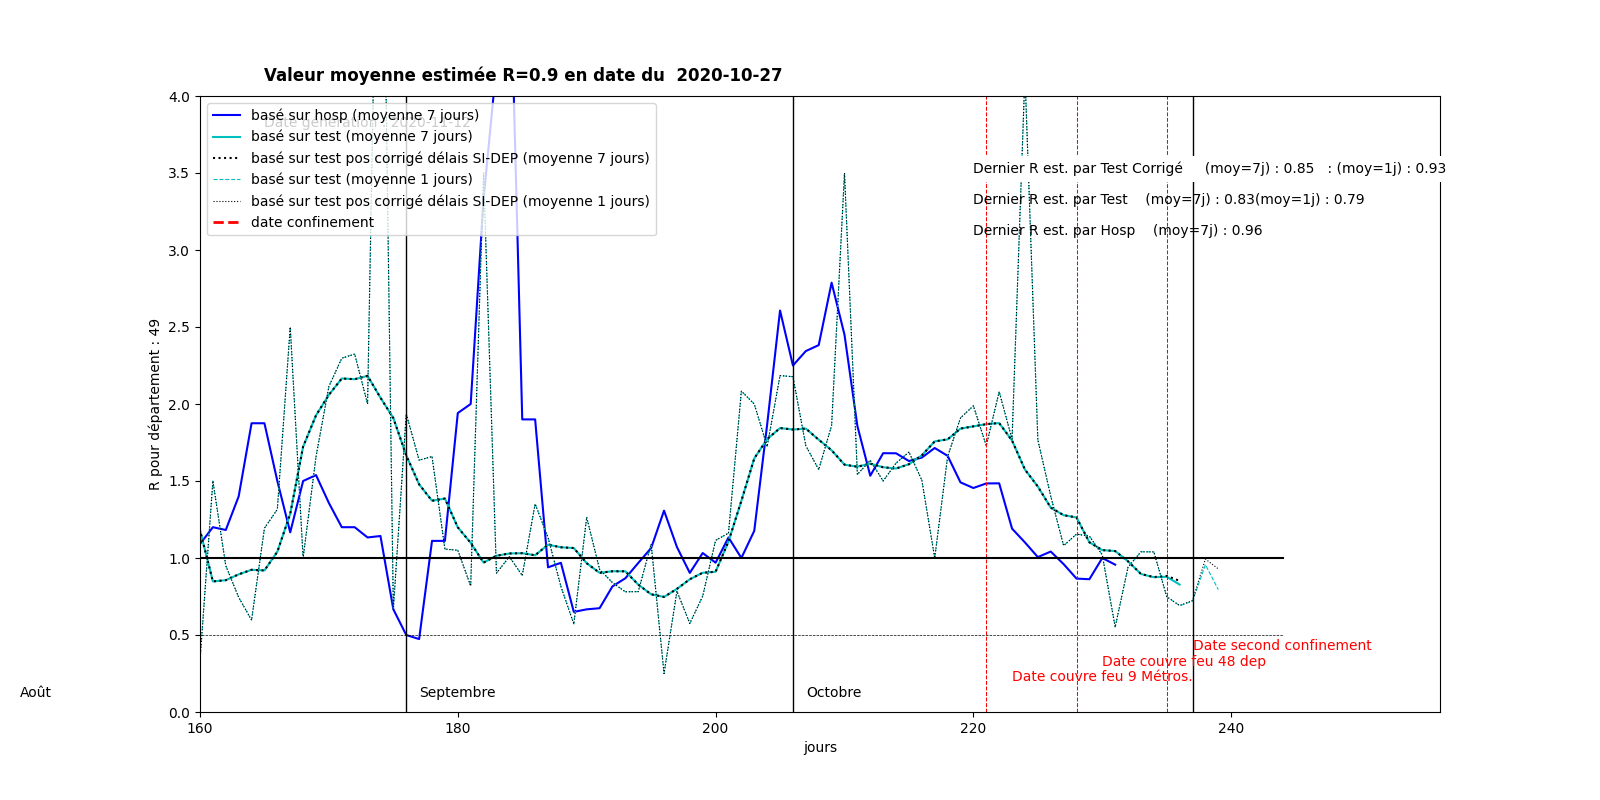 Valeur moyenne estimée R=0.9 en date du  2020-10-27
4.0
3.5
3.0
2.5
2.0
1.5
1.0
0.5
0.0
R pour département : 49
Date génération : 2020-11-12
basé sur hosp (moyenne 7 jours)
basé sur test (moyenne 7 jours)
basé sur test pos corrigé délais SI-DEP (moyenne 7 jours)
basé sur test (moyenne 1 jours)
basé sur test pos corrigé délais SI-DEP (moyenne 1 jours)
date confinement
Dernier R est. par Test Corrigé     (moy=7j) : 0.85   : (moy=1j) : 0.93
Dernier R est. par Test    (moy=7j) : 0.83(moy=1j) : 0.79
Dernier R est. par Hosp    (moy=7j) : 0.96
Date second confinement
Date couvre feu 48 dep
Date couvre feu 9 Métros.
Août
Septembre
Octobre
160
180
200
220
240
jours